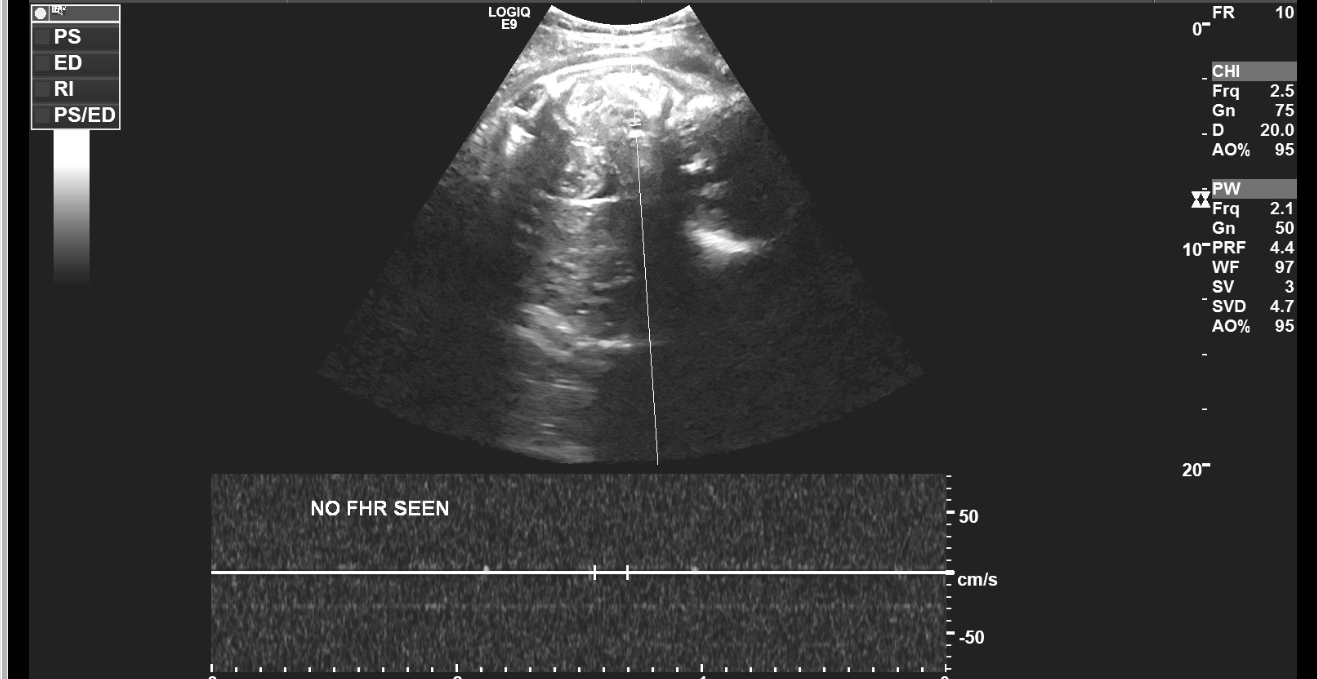 LOGIQ
E9
PS
ED
RI
PS/ED
FR 10
0
CHI
Frq 2.5
Gn 75
D 20.0
AO% 95
PW
Frq 2.1
Gn 50
10
PRF 4.4
WF 97
SV 3
SVD 4.7
AO% 95
20
NO FHR SEEN
50
cm/s
-50